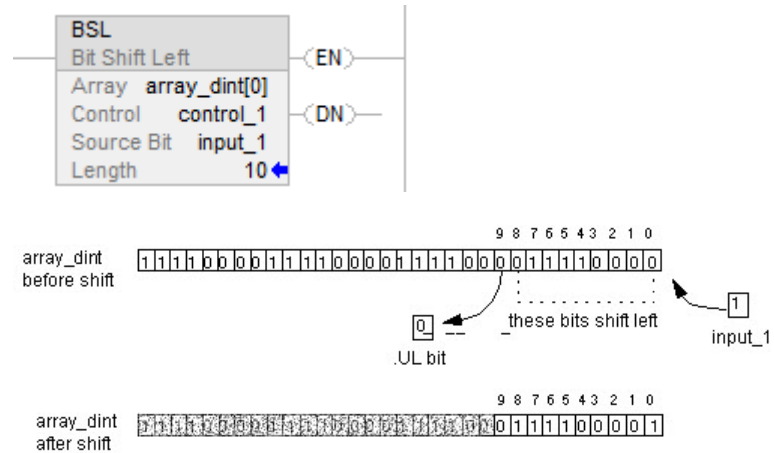 BSL
Bit Shift Left
EN
Array array_dint[0]
Control control_1
DN
Source Bit input_1
Length 10
9 8 7 6 5 4 3 2 1 0
array_dint
before shift
1 1 1 1 0 0 0 0 1 1 1 1 0 0 0 0 1 1 1 1 0 0 0 0 1 1 1 1 0 0 0 0
1
input_1
0
these bits shift left
.UL bit
9 8 7 6 5 4 3 2 1 0
array_dint
after shift
0 1 1 1 1 0 0 0 0 1